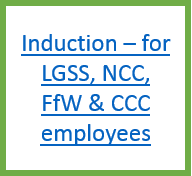 Induction – for
LGSS, NCC,
FfW & CCC
employees